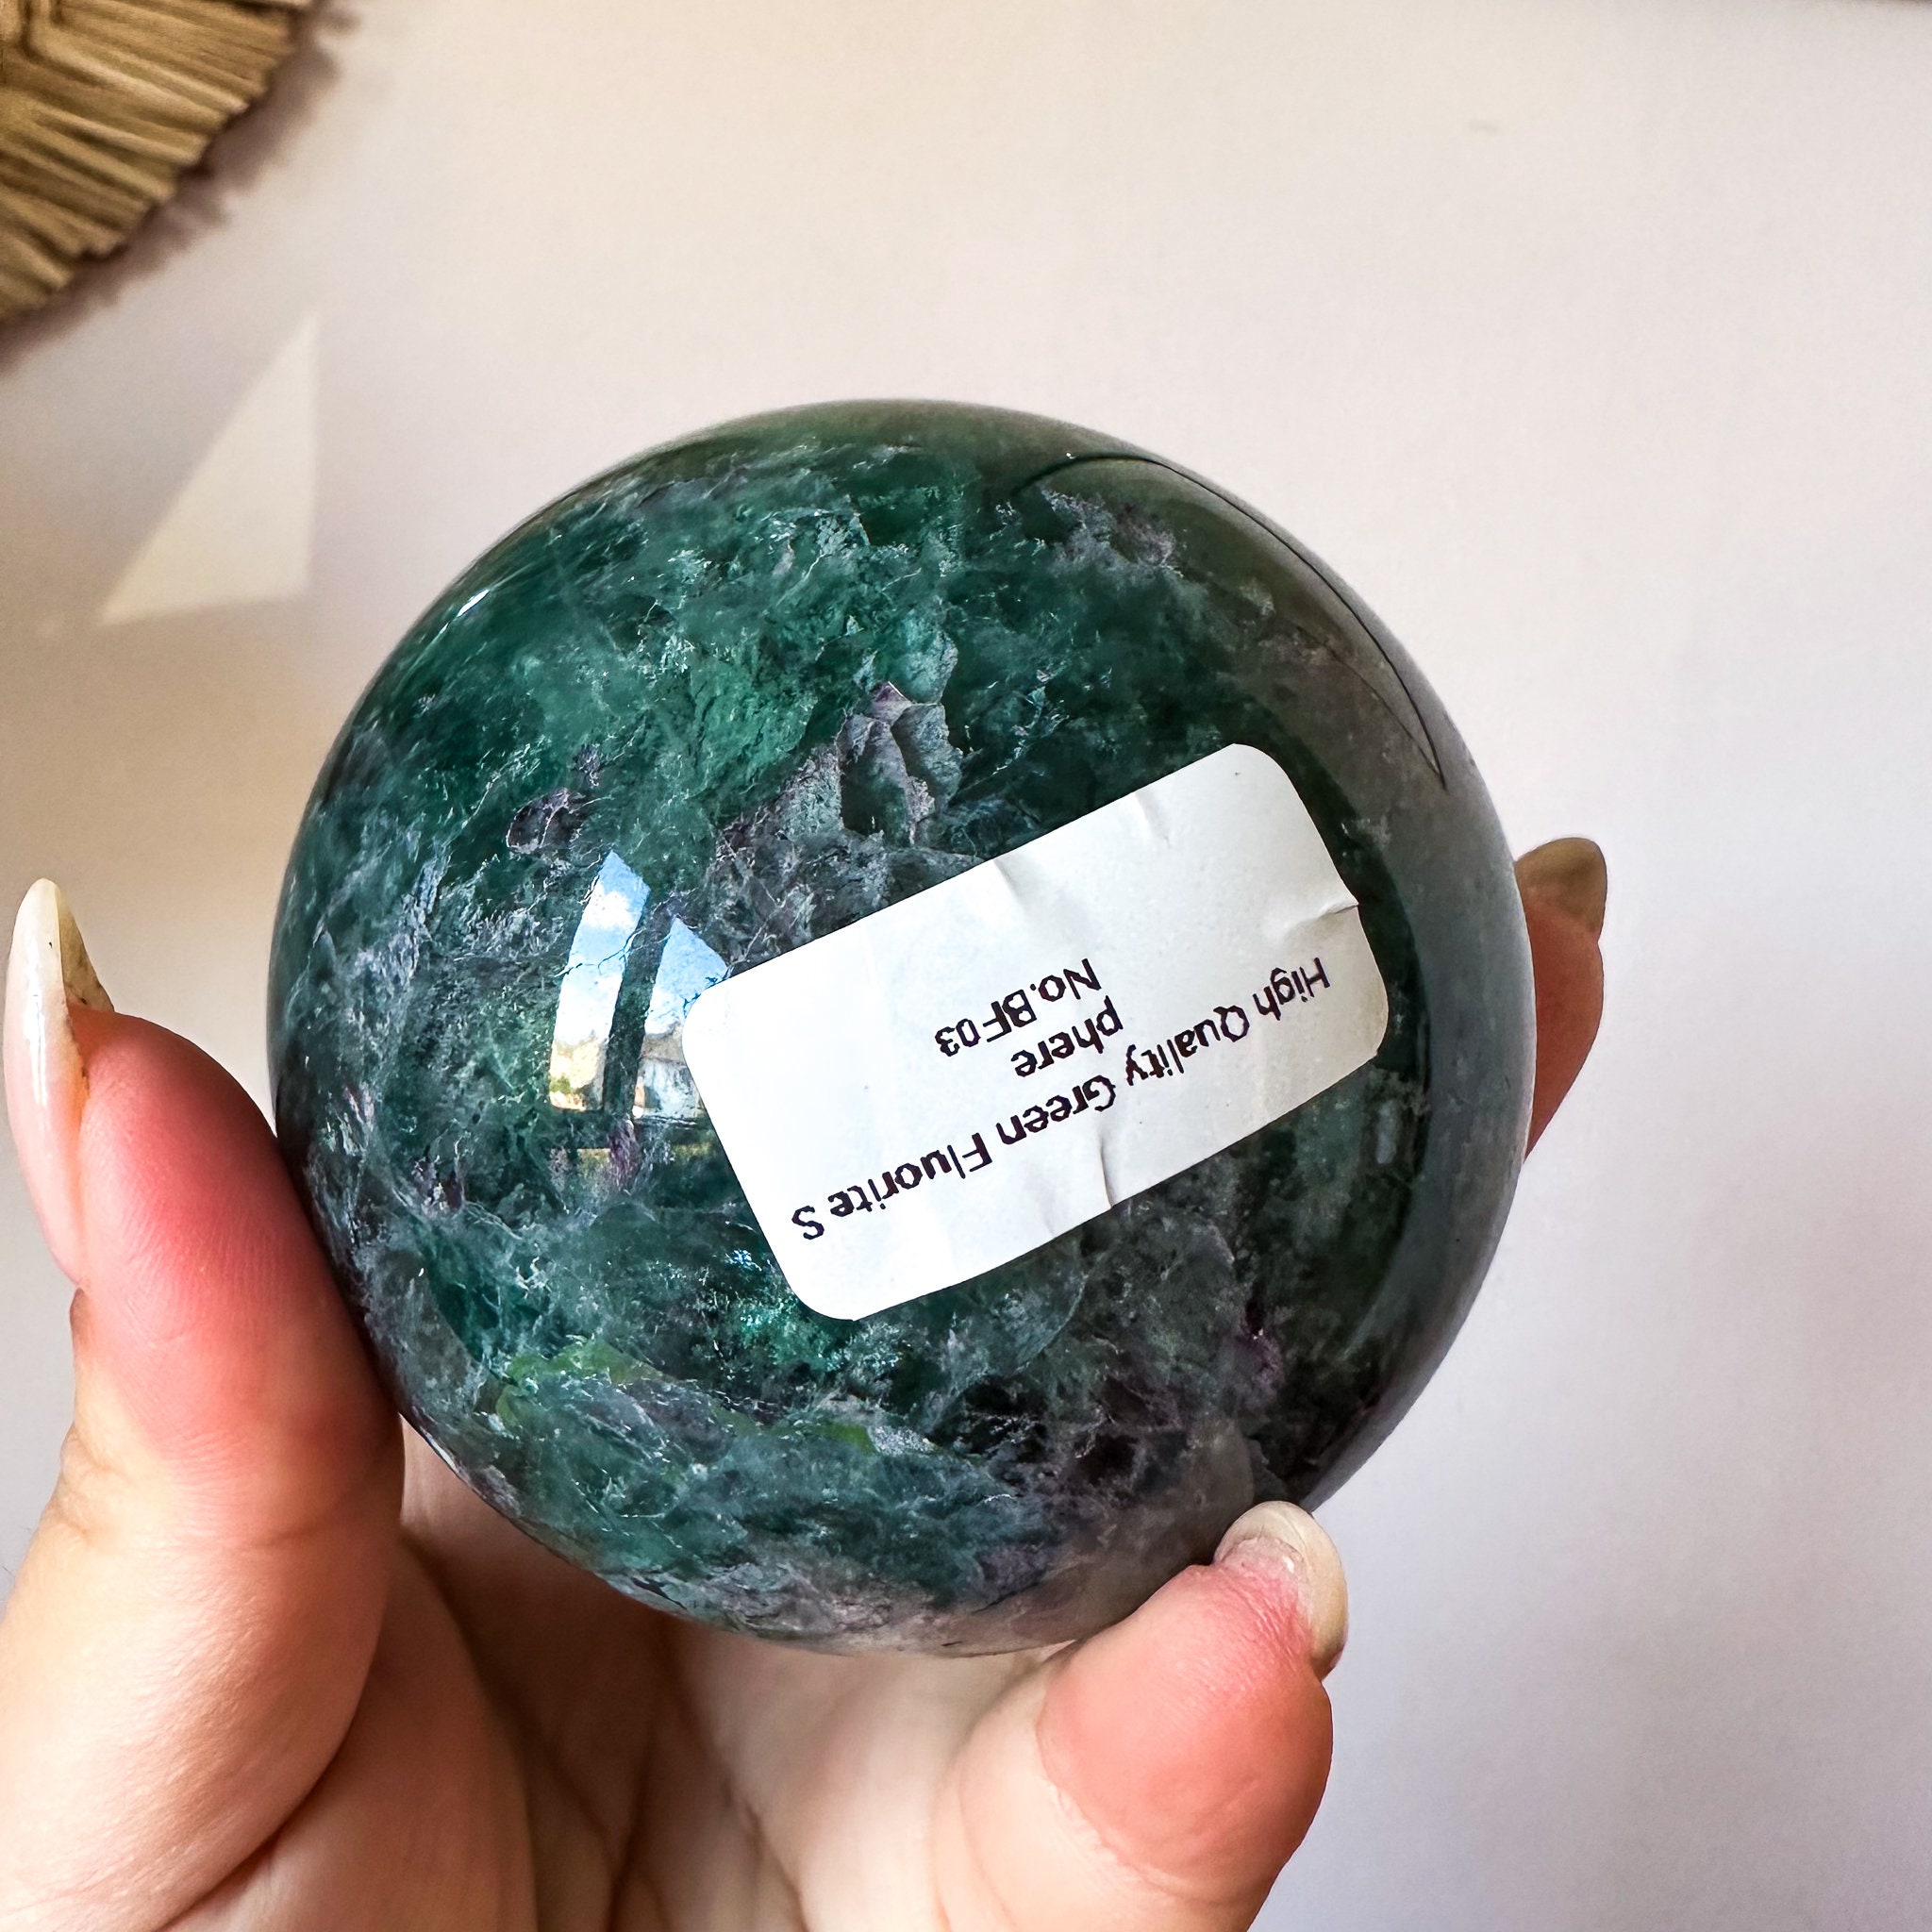 High Quality Green Fluorite S
phere
No.BF03